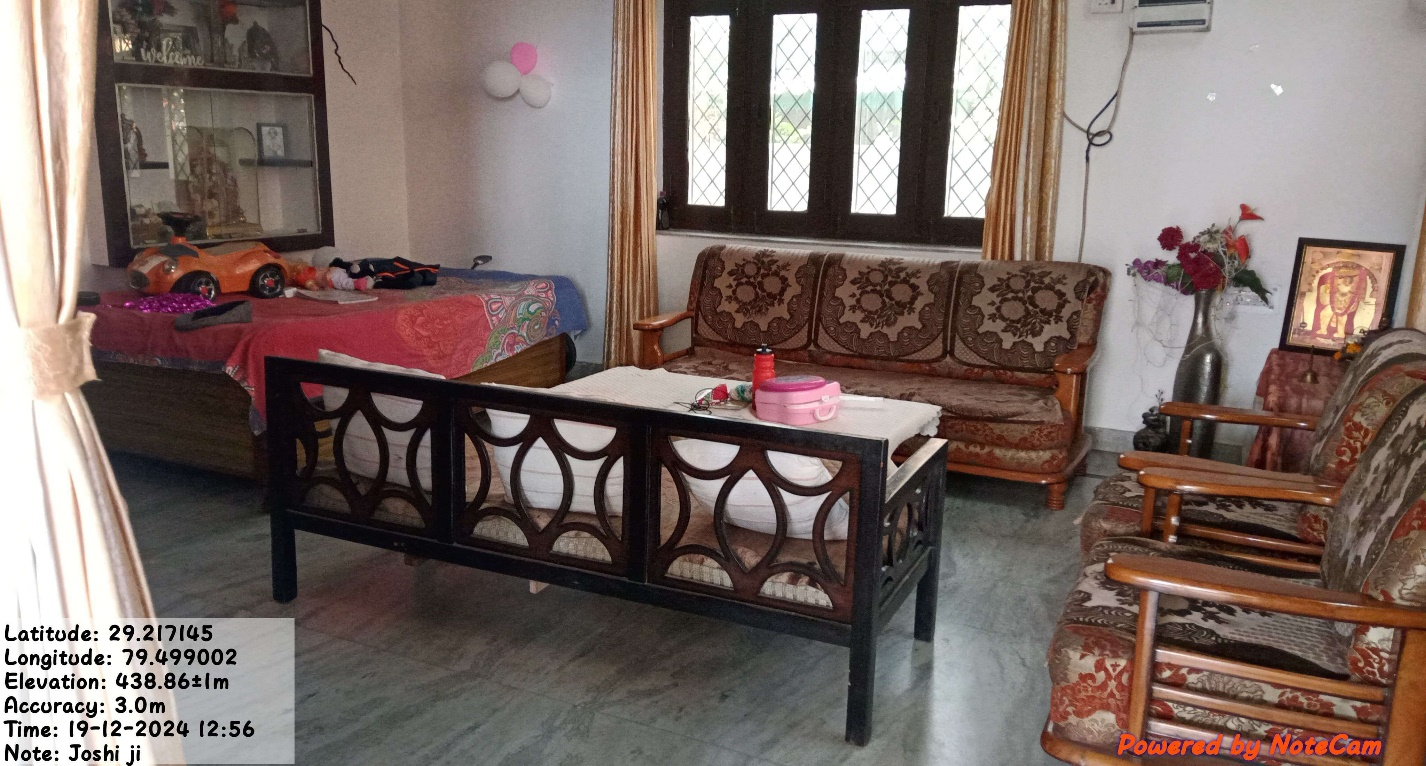 Welcome
Latitude: 29.217145
Longitude: 79.499002
Elevation: 438.86±1m
Accuracy: 3.0m
Time: 19-12-2024 12:56
Note: Joshi ji
Powered by NoteCam